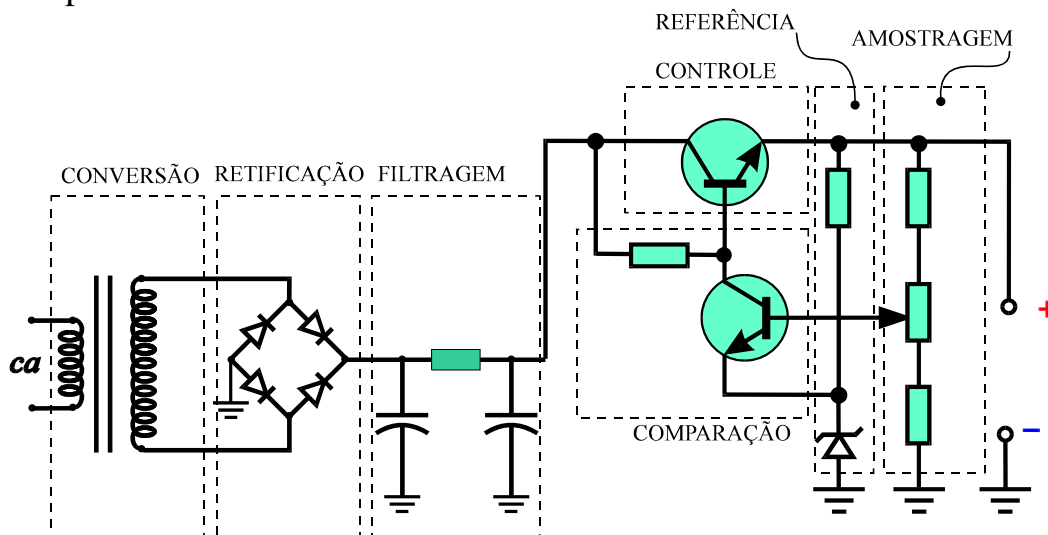 REFERÊNCIA
AMOSTRAGEM
CONTROLE
CONVERSÃO
RETIFICAÇÃO
FILTRAGEM
+
ca
−
COMPARAÇÃO